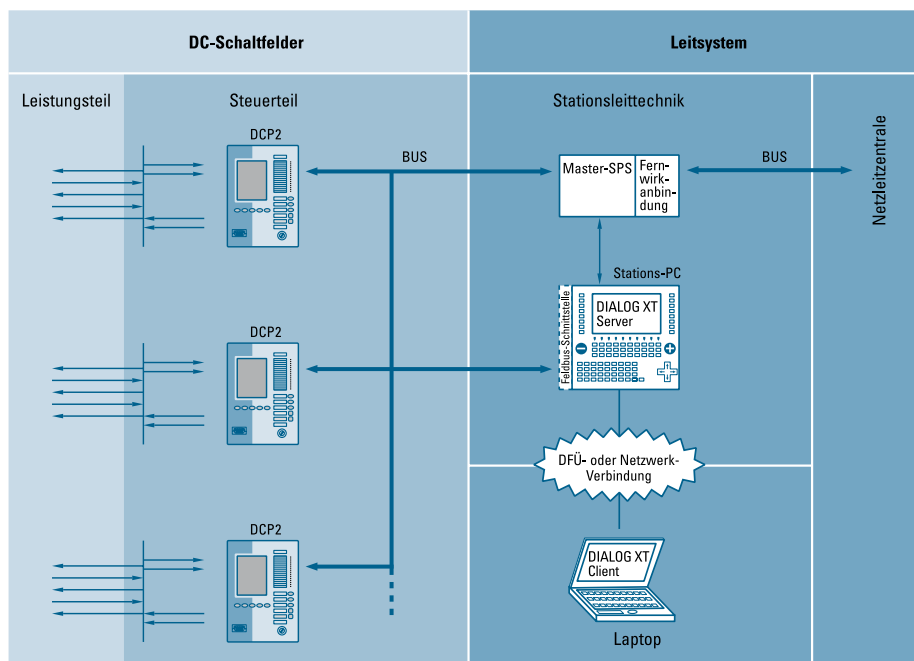 DC-Schaltfelder
Leitsystem
Leistungsteil
Steuerteil
Stationsleittechnik
Netzleitzentrale
DCP2
BUS
Master-SPS
Fern-
wirk-
anbin-
dung
BUS
Stations-PC
Feldbus-Schnittstelle
DIALOG XT
Server
DCP2
DFÜ- oder Netzwerk-
Verbindung
DCP2
DIALOG XT
Client
Laptop